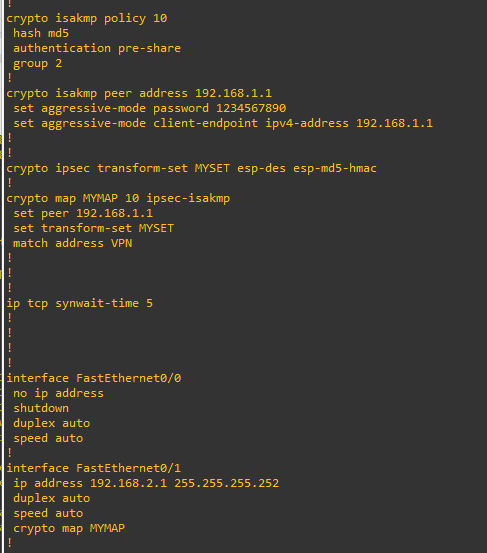 !
crypto isakmp policy 10
 hash md5
 authentication pre-share
 group 2
!
crypto isakmp peer address 192.168.1.1
 set aggressive-mode password 1234567890
 set aggressive-mode client-endpoint ipv4-address 192.168.1.1
!
!
crypto ipsec transform-set MYSET esp-des esp-md5-hmac
!
crypto map MYMAP 10 ipsec-isakmp
 set peer 192.168.1.1
 set transform-set MYSET
 match address VPN
!
!
!
ip tcp synwait-time 5
!
!
!
!
interface FastEthernet0/0
 no ip address
 shutdown
 duplex auto
 speed auto
!
interface FastEthernet0/1
 ip address 192.168.2.1 255.255.255.252
 duplex auto
 speed auto
 crypto map MYMAP
!